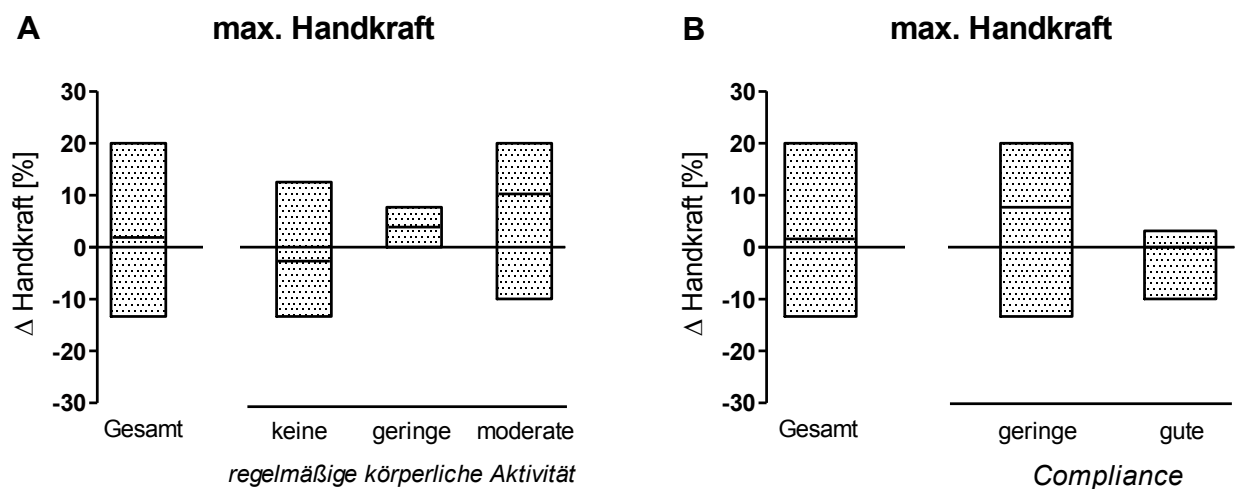 A max. Handkraft
Δ Handkraft [%]
30
20
10
0
-10
-20
-30
Gesamt keine geringe moderate
regelmäßige körperliche Aktivität
B max. Handkraft
Δ Handkraft [%]
30
20
10
0
-10
-20
-30
Gesamt geringe gute
Compliance